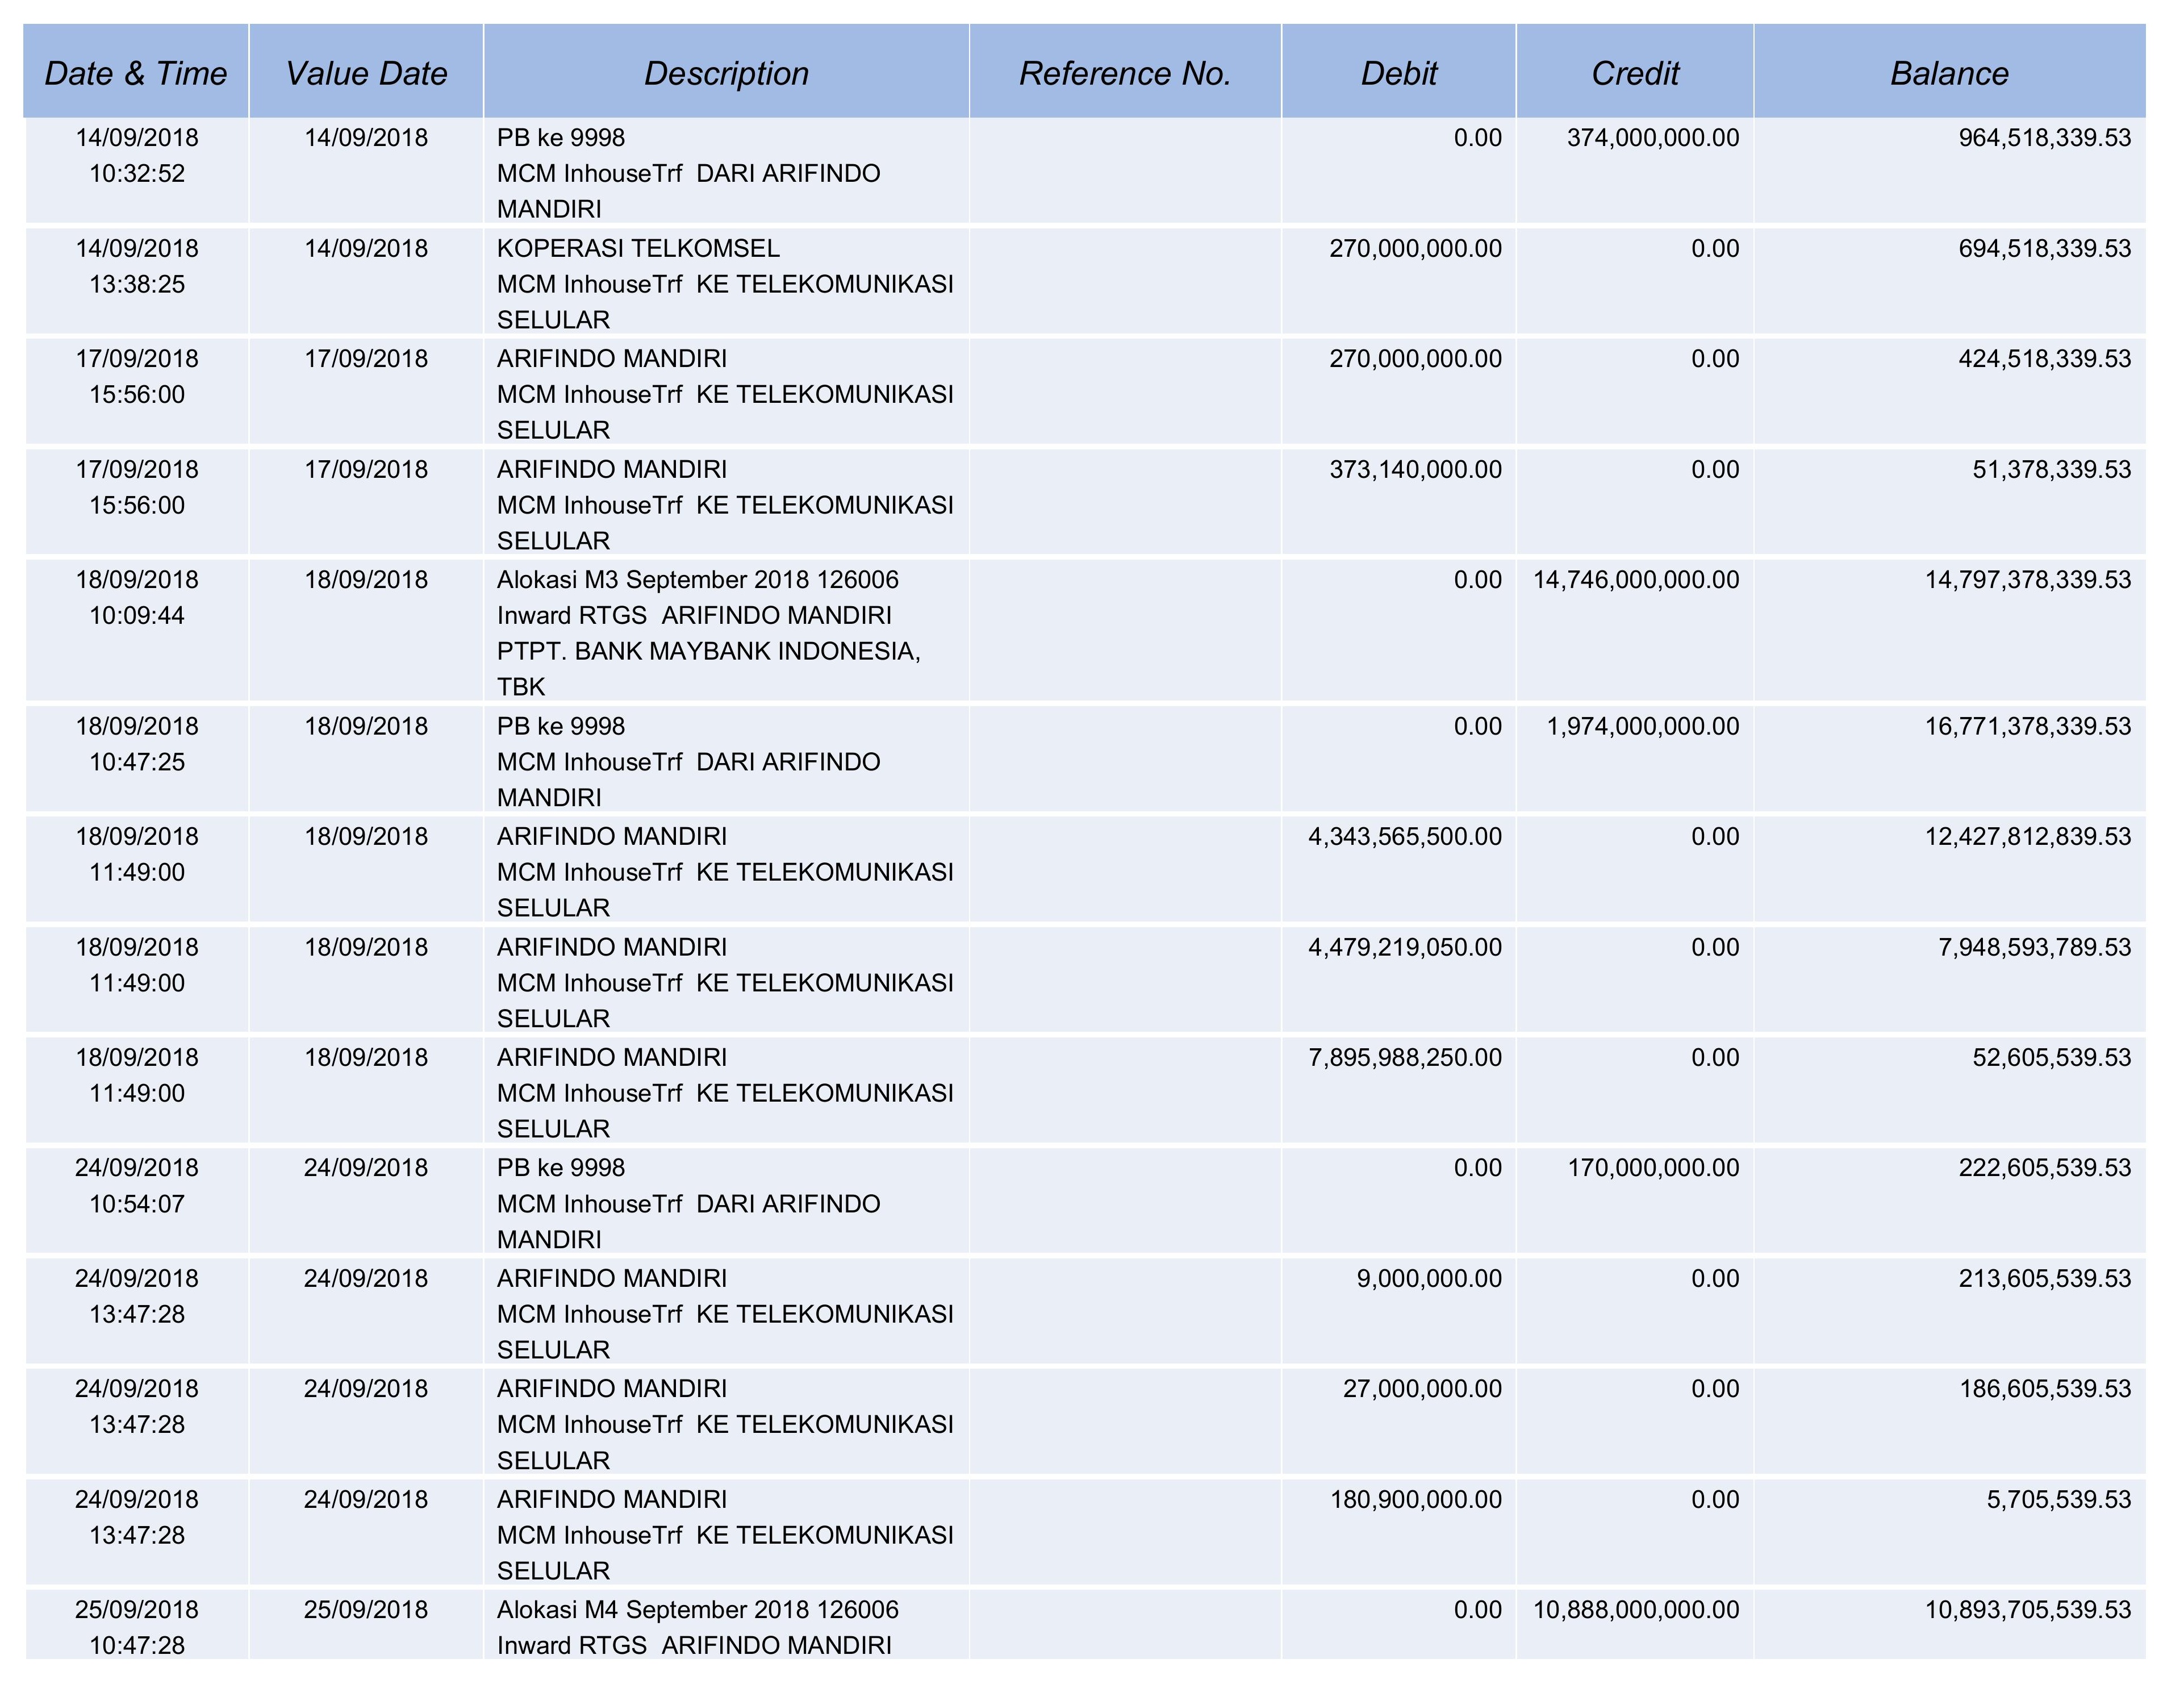 Date & Time Value Date Description Reference No. Debit Credit Balance
14/09/2018 14/09/2018 PB ke 9998 0.00 374,000,000.00 964,518,339.53
10:32:52 MCM InhouseTrf DARI ARIFINDO
MANDIRI
14/09/2018 14/09/2018 KOPERASI TELKOMSEL 270,000,000.00 0.00 694,518,339.53
13:38:25 MCM InhouseTrf KE TELEKOMUNIKASI
SELULAR
17/09/2018 17/09/2018 ARIFINDO MANDIRI 270,000,000.00 0.00 424,518,339.53
15:56:00 MCM InhouseTrf KE TELEKOMUNIKASI
SELULAR
17/09/2018 17/09/2018 ARIFINDO MANDIRI 373,140,000.00 0.00 51,378,339.53
15:56:00 MCM InhouseTrf KE TELEKOMUNIKASI
SELULAR
18/09/2018 18/09/2018 Alokasi M3 September 2018 126006 0.00 14,746,000,000.00 14,797,378,339.53
10:09:44 Inward RTGS ARIFINDO MANDIRI
PTPT. BANK MAYBANK INDONESIA,
TBK
18/09/2018 18/09/2018 PB ke 9998 0.00 1,974,000,000.00 16,771,378,339.53
10:47:25 MCM InhouseTrf DARI ARIFINDO
MANDIRI
18/09/2018 18/09/2018 ARIFINDO MANDIRI 4,343,565,500.00 0.00 12,427,812,839.53
11:49:00 MCM InhouseTrf KE TELEKOMUNIKASI
SELULAR
18/09/2018 18/09/2018 ARIFINDO MANDIRI 4,479,219,050.00 0.00 7,948,593,789.53
11:49:00 MCM InhouseTrf KE TELEKOMUNIKASI
SELULAR
18/09/2018 18/09/2018 ARIFINDO MANDIRI 7,895,988,250.00 0.00 52,605,539.53
11:49:00 MCM InhouseTrf KE TELEKOMUNIKASI
SELULAR
24/09/2018 24/09/2018 PB ke 9998 0.00 170,000,000.00 222,605,539.53
10:54:07 MCM InhouseTrf DARI ARIFINDO
MANDIRI
24/09/2018 24/09/2018 ARIFINDO MANDIRI 9,000,000.00 0.00 213,605,539.53
13:47:28 MCM InhouseTrf KE TELEKOMUNIKASI
SELULAR
24/09/2018 24/09/2018 ARIFINDO MANDIRI 27,000,000.00 0.00 186,605,539.53
13:47:28 MCM InhouseTrf KE TELEKOMUNIKASI
SELULAR
24/09/2018 24/09/2018 ARIFINDO MANDIRI 180,900,000.00 0.00 5,705,539.53
13:47:28 MCM InhouseTrf KE TELEKOMUNIKASI
SELULAR
25/09/2018 25/09/2018 Alokasi M4 September 2018 126006 0.00 10,888,000,000.00 10,893,705,539.53
10:47:28 Inward RTGS ARIFINDO MANDIRI